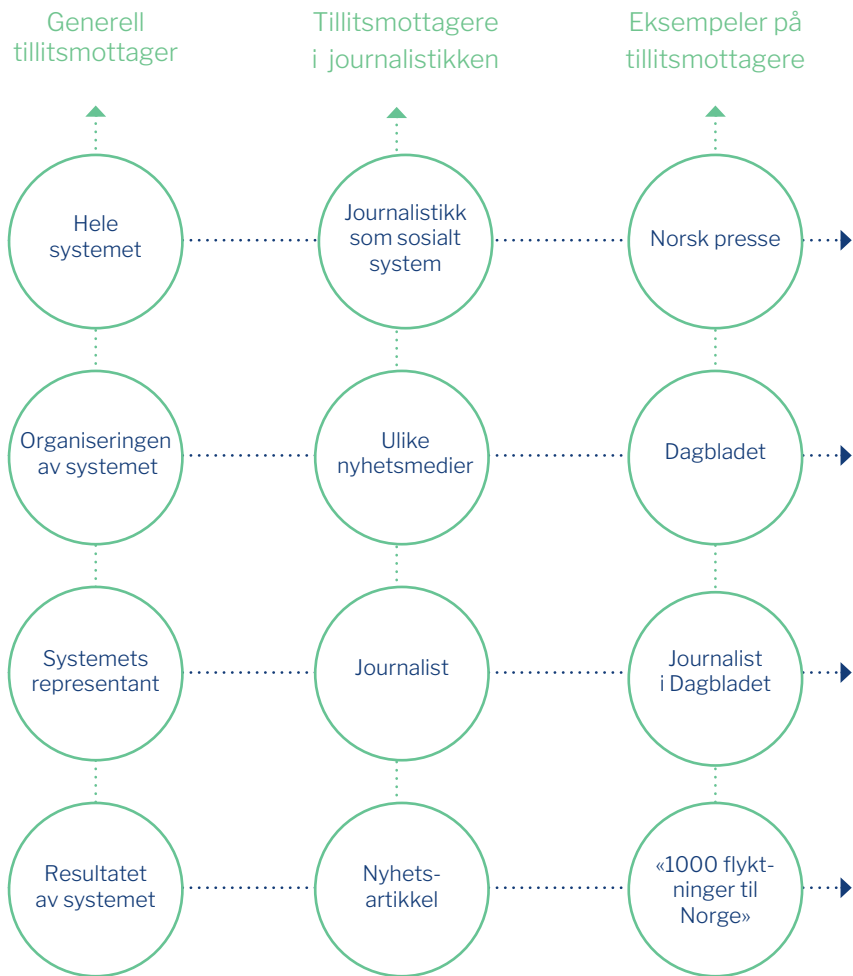 Generell
tillitsmottager
Tillitsmottagere
i journalistikken
Eksempeler på
tillitsmottagere
Hele
systemet
Journalistikk
som sosialt
system
Norsk presse
Organiseringen
av systemet
Ulike
nyhetsmedier
Dagbladet
Systemets
representant
Journalist
Journalist
i Dagbladet
Resultatet
av systemet
Nyhets-
artikkel
«1000 flykt-
ninger til
Norge»